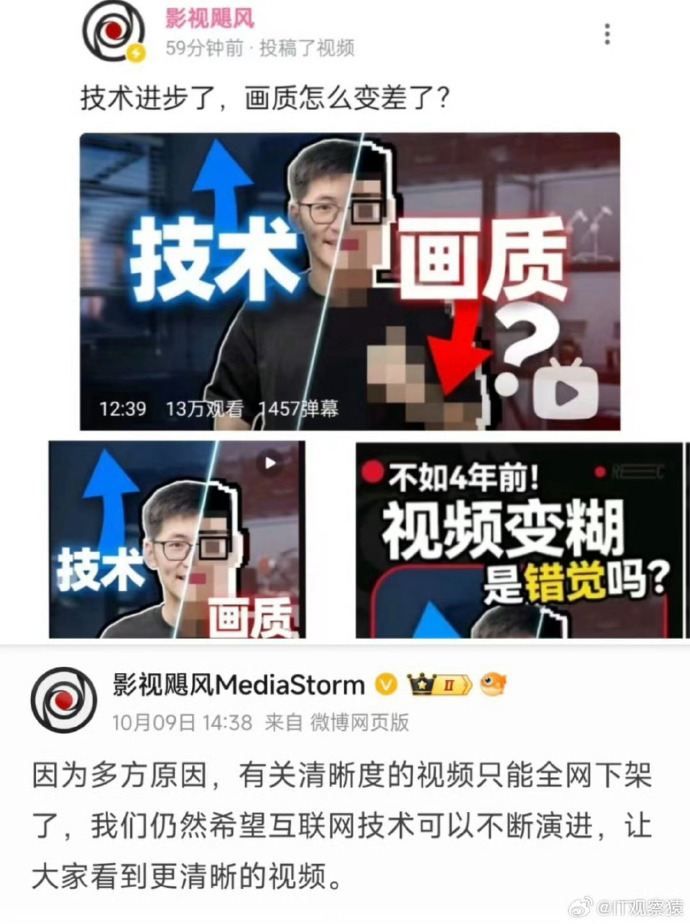 影视飓风
59分钟前·投稿了视频
技术进步了，画质怎么变差了？
技术
画质
?
12:39 13万观看 1457弹幕
技术
画质
不如4年前！
REC
视频变糊
是错觉吗？
影视飓风MediaStorm
II
10月09日 14:38 来自 微博网页版
因为多方原因，有关清晰度的视频只能全网下架
了，我们仍然希望互联网技术可以不断演进，让
大家看到更清晰的视频。
@IT观察猿